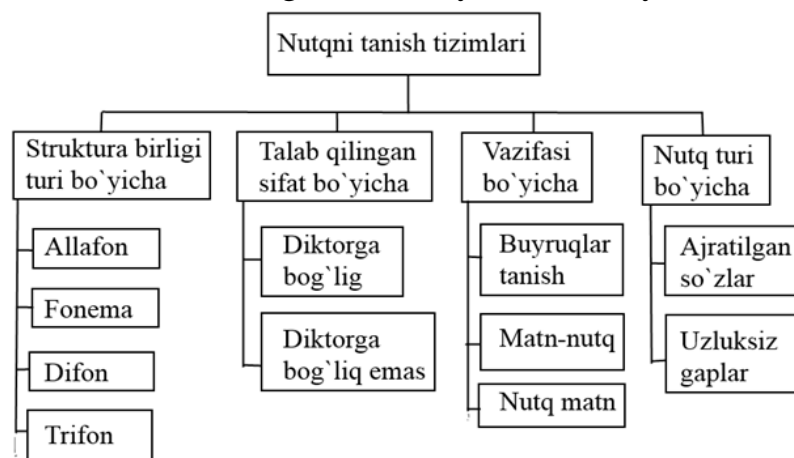 Nutqni tanish tizimlari
Struktura birligi
turi bo`yicha
Allafon
Fonema
Difon
Trifon
Talab qilingan
sifat bo`yicha
Diktorga
bog`lig
Diktorga
bog`liq emas
Vazifasi
bo`yicha
Buyruqlar
tanish
Matn-nutq
Nutq matn
Nutq turi
bo`yicha
Ajratilgan
so`zlar
Uzluksiz
gaplar